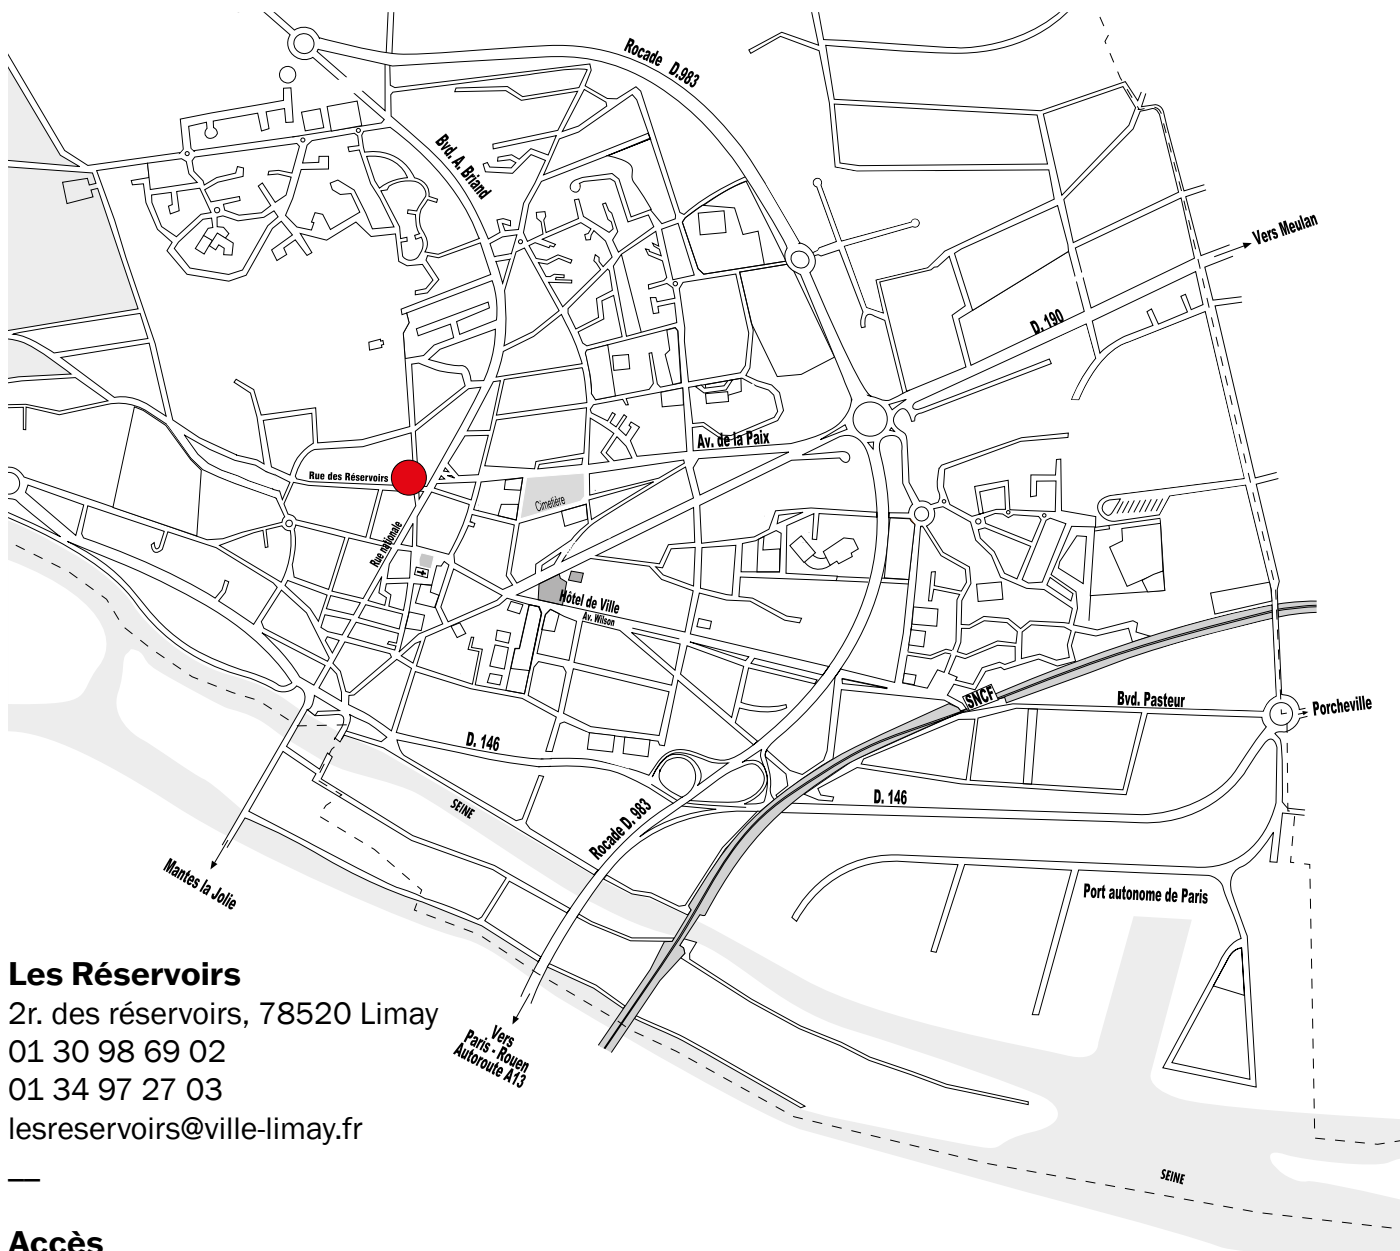 Rocade D.983
Bvd. A. Briand
Vers Meulan
D. 190
Av. de la Paix
Rue des Réservoirs
Cimetière
Rue nationale
Hôtel de Ville
Av. Wilson
SNCF
Bvd. Pasteur
Porcheville
D. 146
D. 146
SEINE
Rocade D. 983
Mantes la Jolie
Port autonome de Paris
Vers
Paris - Rouen
Autoroute A13
SEINE
Les Réservoirs
2r. des réservoirs, 78520 Limay
01 30 98 69 02
01 34 97 27 03
lesreservoirs@ville-limay.fr
—
Accès